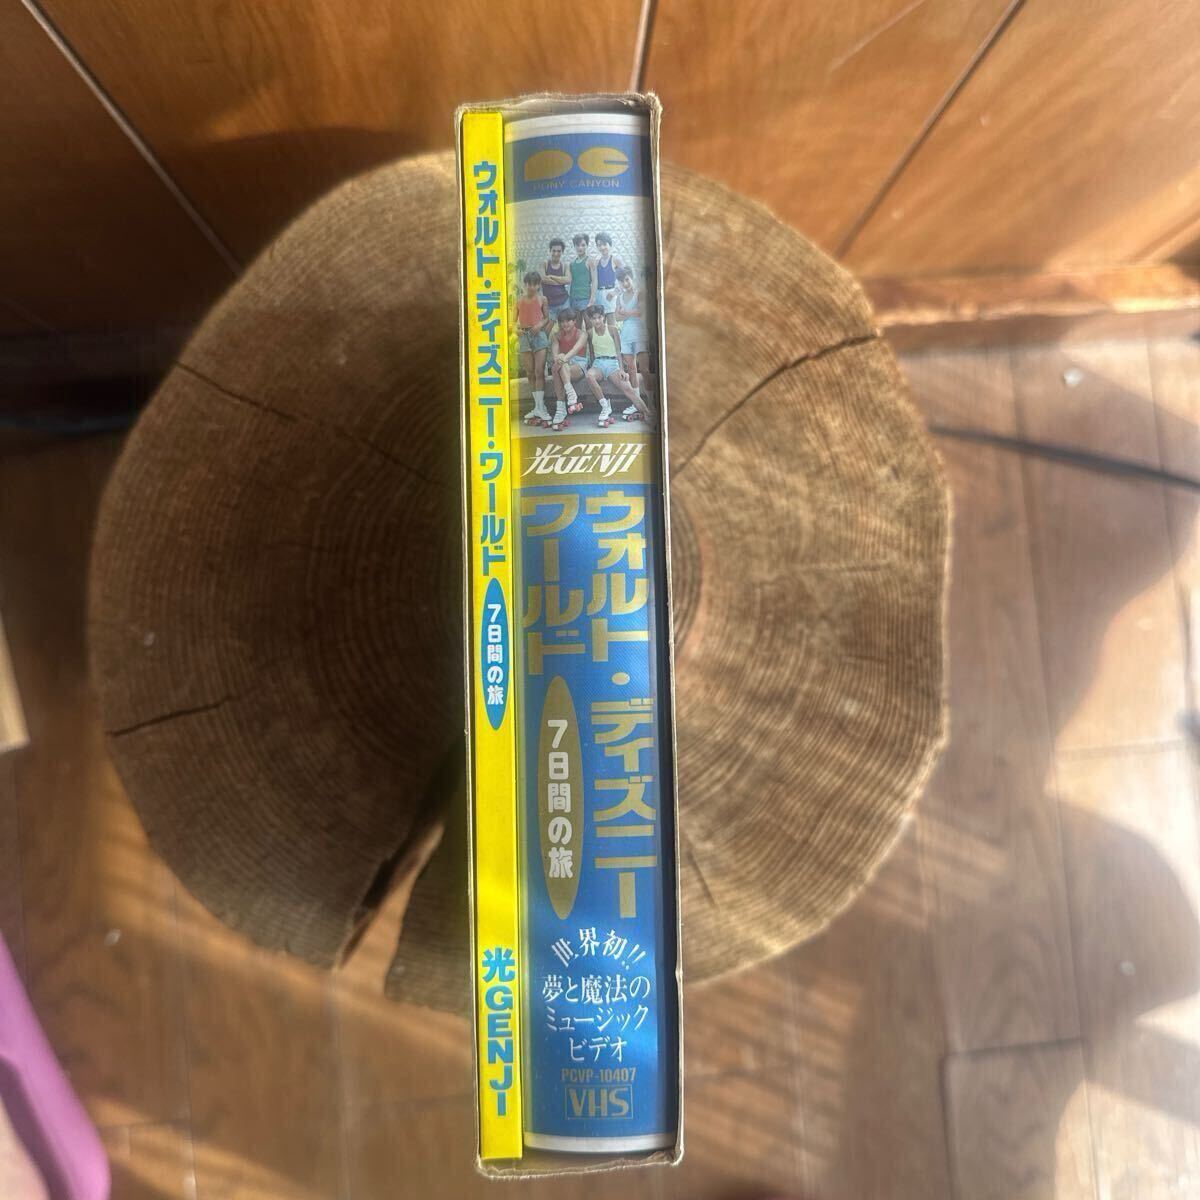 ウォルト・ディズニー・ワールド
7日間の旅
光GENJI
PONY CANYON
光GENJI
ウォルト・ディズニー
ワールド
7日間の旅
世界初!!
夢と魔法の
ミュージック
ビデオ
PCVP-10407
VHS